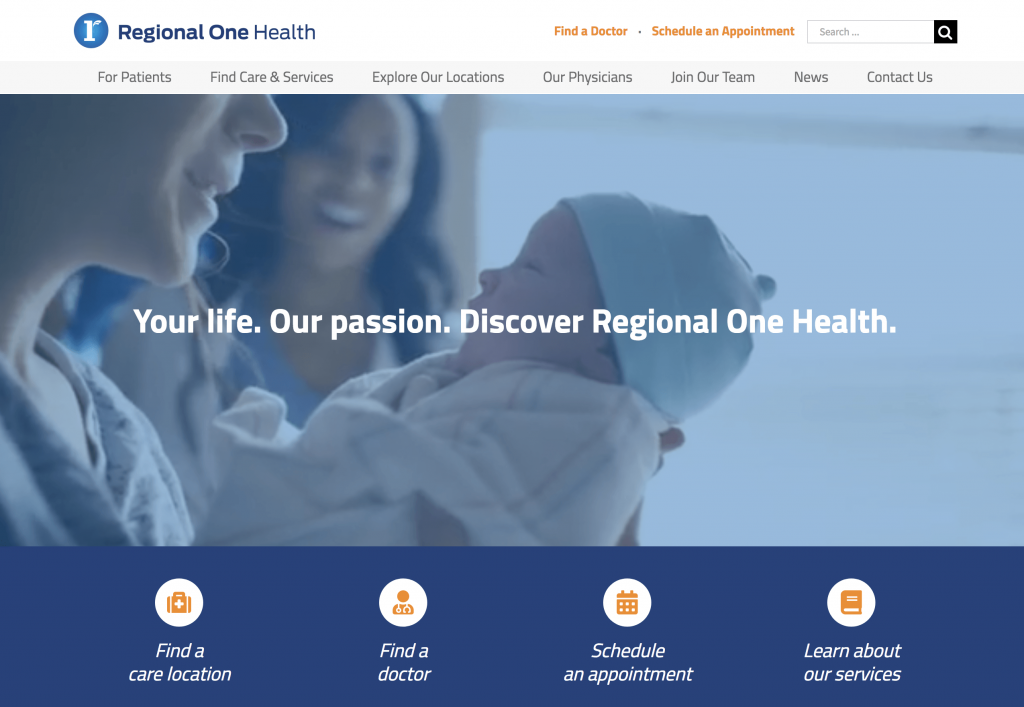 r Regional One Health
Find a Doctor • Schedule an Appointment
Search ...
For Patients Find Care & Services Explore Our Locations Our Physicians Join Our Team News Contact Us
Your life. Our passion. Discover Regional One Health.
Find a
care location
Find a
doctor
Schedule
an appointment
Learn about
our services